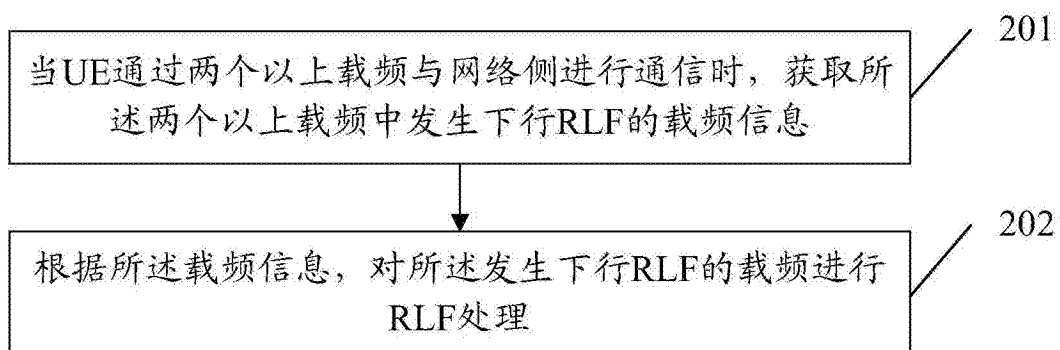 201
当UE通过两个以上载频与网络侧进行通信时，获取所
述两个以上载频中发生下行RLF的载频信息
202
根据所述载频信息，对所述发生下行RLF的载频进行
RLF处理